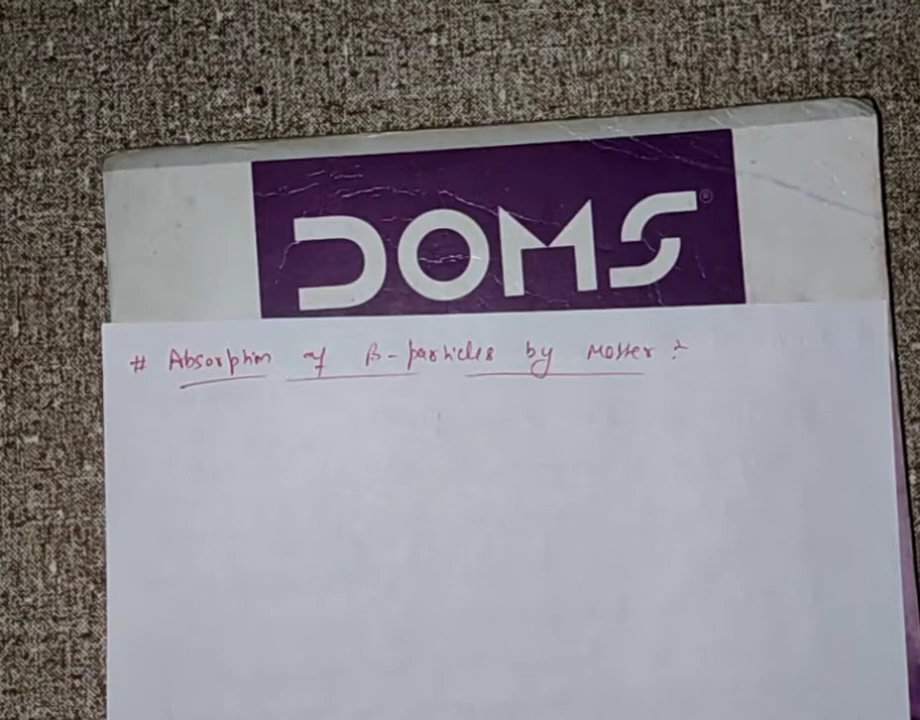 DOMS®
# Absorption of β-particles by matter :-